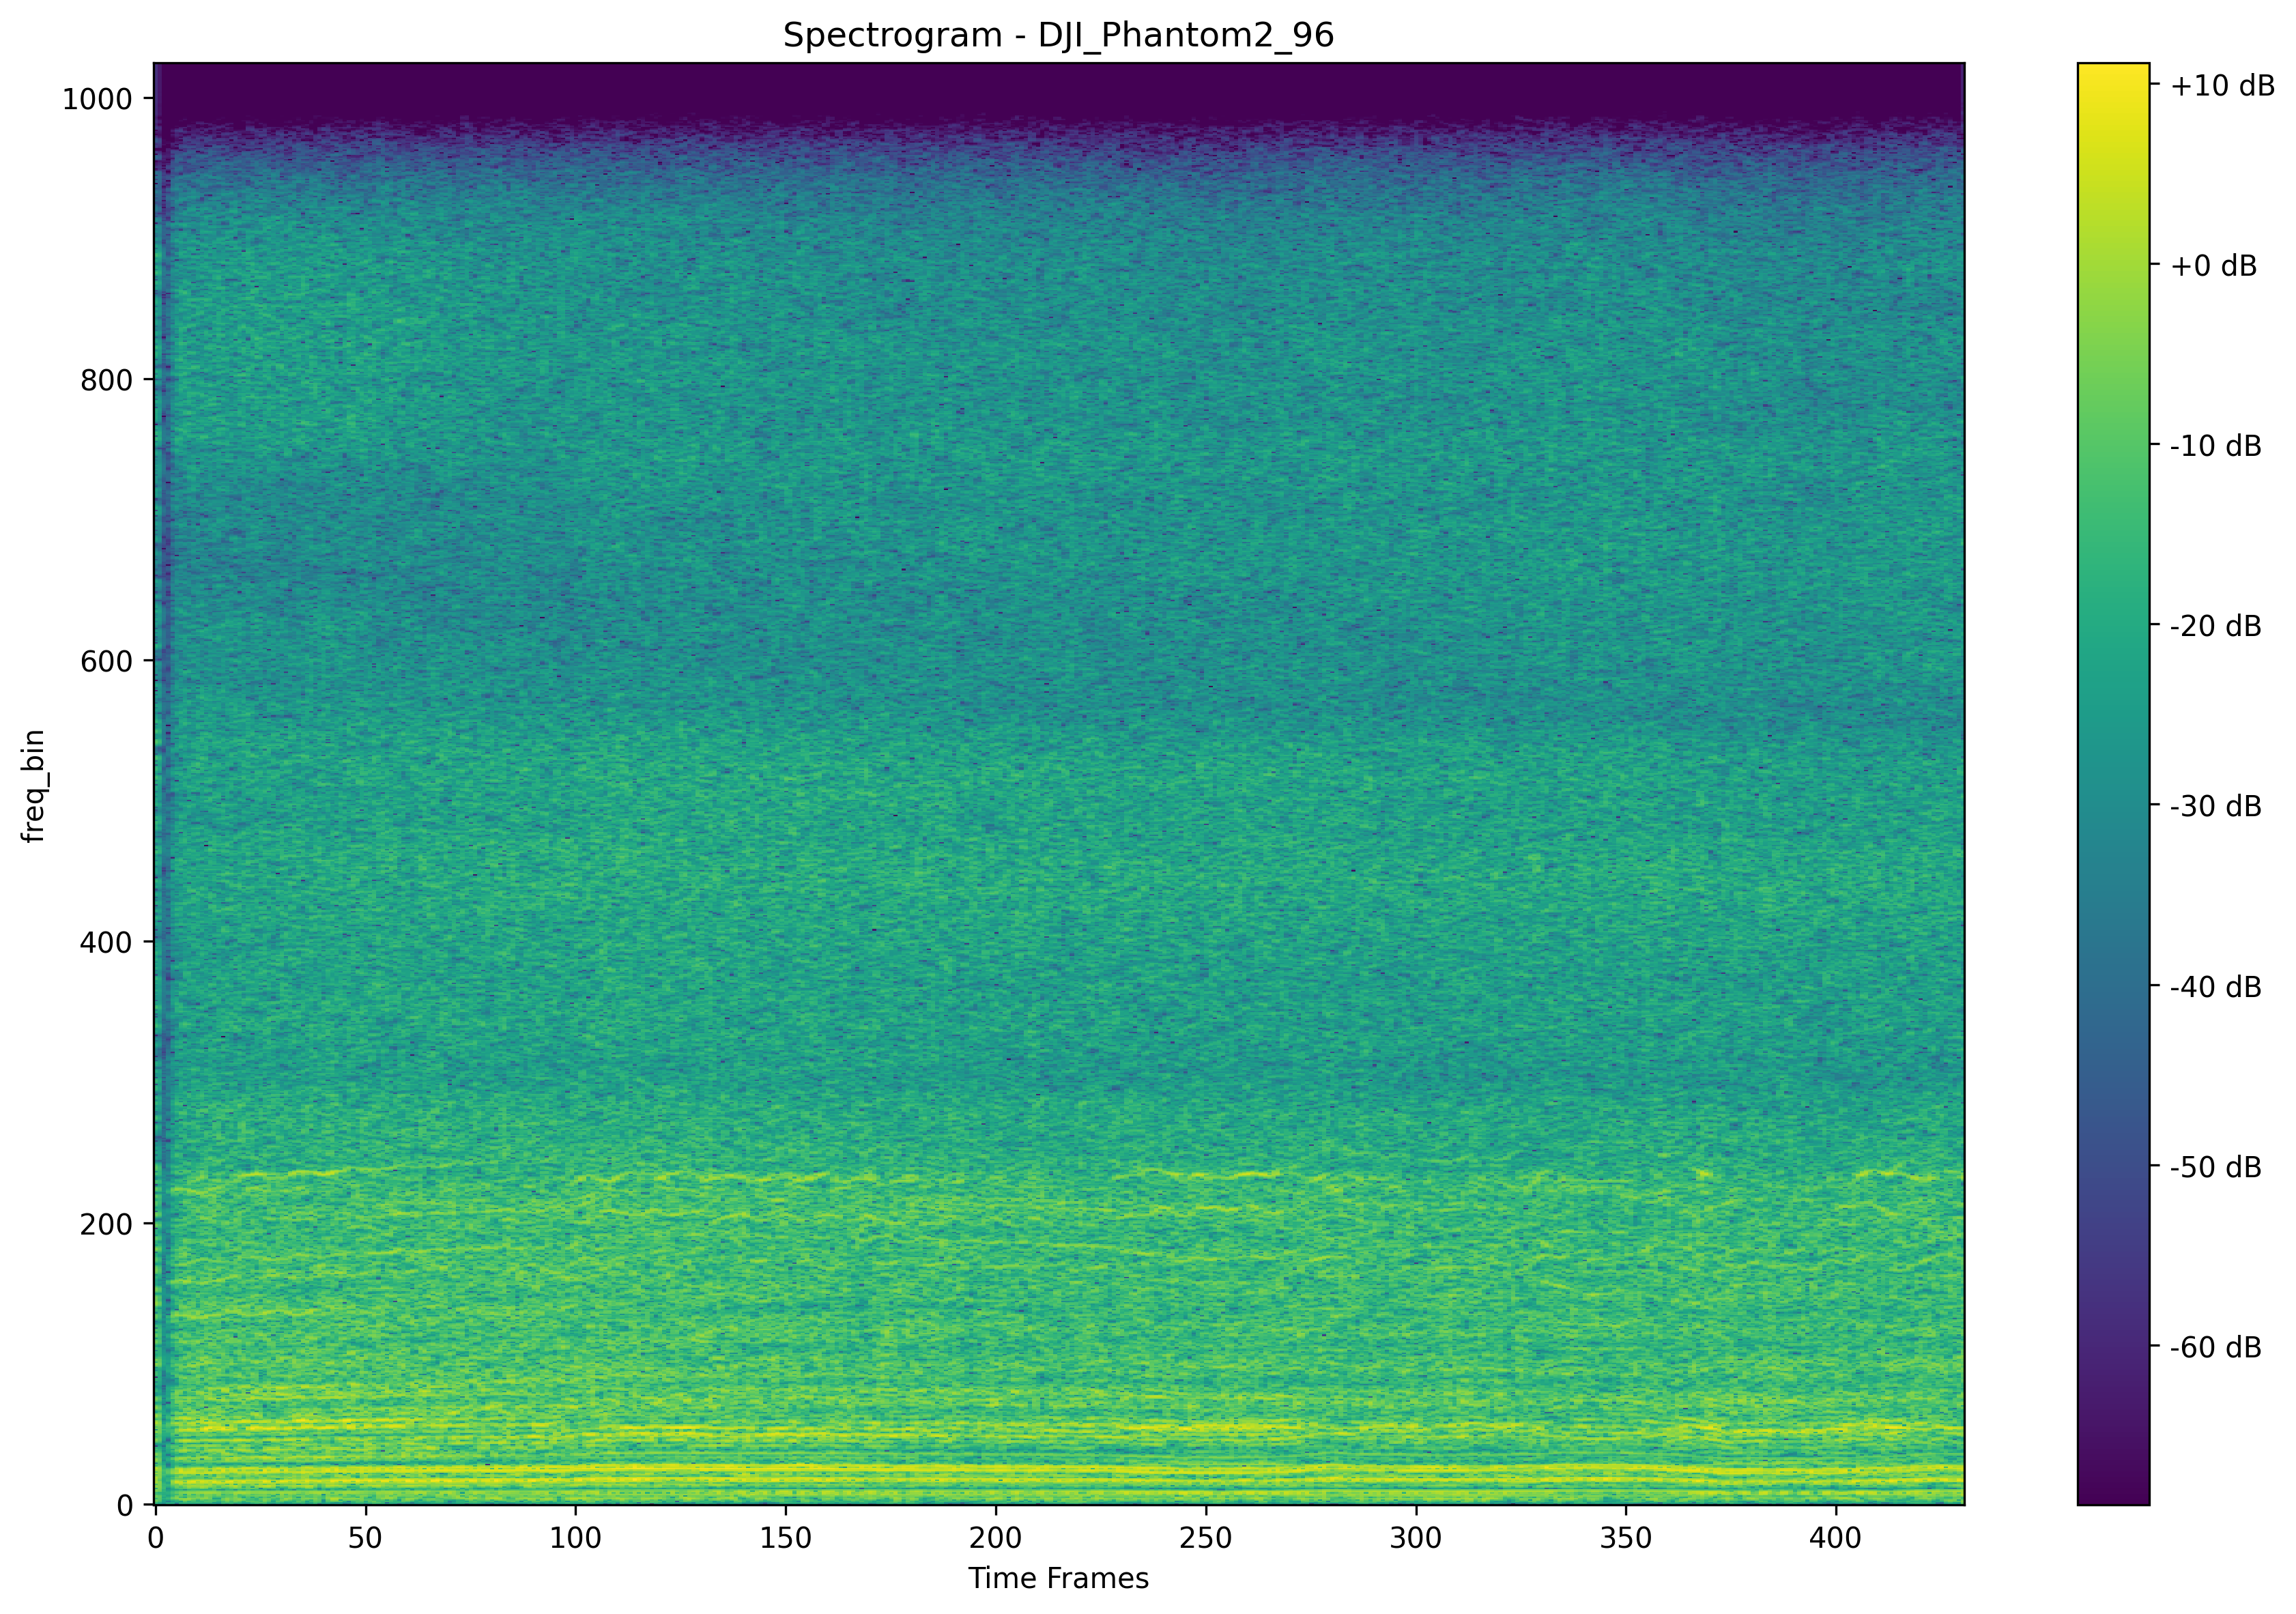 Spectrogram - DJI_Phantom2_96
1000
800
600
400
200
0
freq_bin
0 50 100 150 200 250 300 350 400
Time Frames
+10 dB
+0 dB
-10 dB
-20 dB
-30 dB
-40 dB
-50 dB
-60 dB